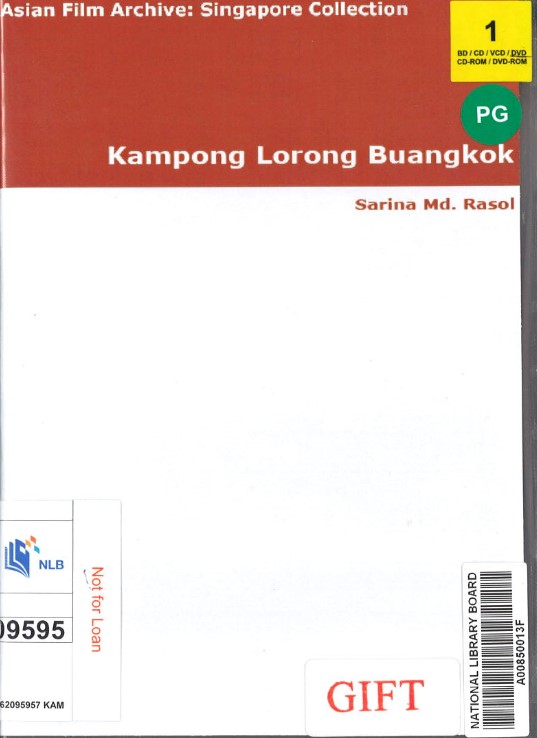 Asian Film Archive: Singapore Collection
1
BD / CD / VCD / DVD
CD-ROM / DVD-ROM
PG
Kampong Lorong Buangkok
Sarina Md. Rasol
NLB
Not for Loan
09595
62095957 KAM
GIFT
NATIONAL LIBRARY BOARD
A00850013F